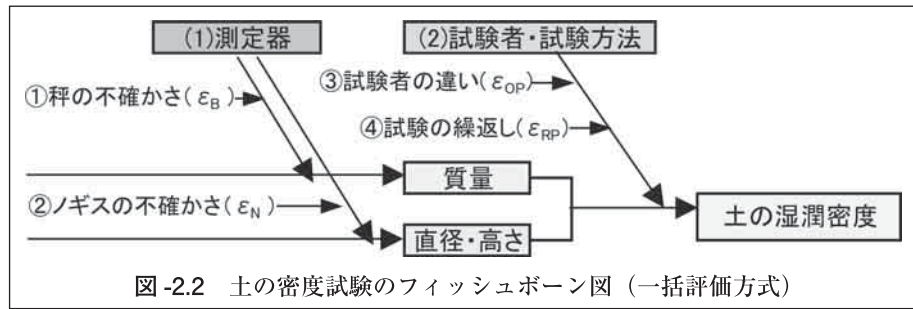 (1)測定器
(2)試験者・試験方法
①秤の不確かさ(εB)
③試験者の違い(εOP)
④試験の繰返し(εRP)
質量
②ノギスの不確かさ(εN)
土の湿潤密度
直径・高さ
図-2.2 土の密度試験のフィッシュボーン図（一括評価方式）